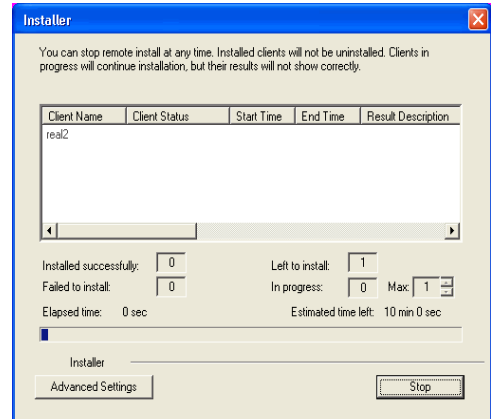 Installer
You can stop remote install at any time. Installed clients will not be uninstalled. Clients in
progress will continue installation, but their results will not show correctly.
Client Name Client Status Start Time End Time Result Description
real2
Installed successfully: 0 Left to install: 1
Failed to install: 0 In progress: 0 Max: 1
Elapsed time: 0 sec Estimated time left: 10 min 0 sec
Installer
Advanced Settings Stop